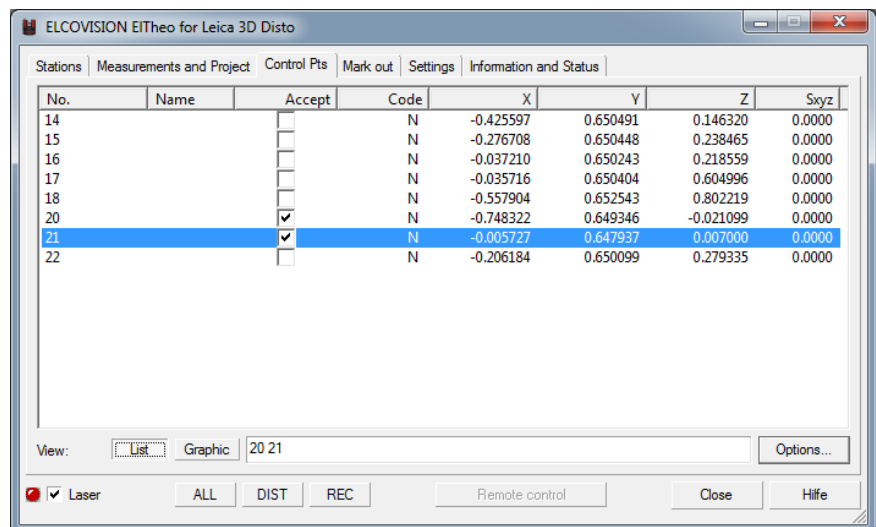 ELCOVISION ElTheo for Leica 3D Disto
Stations Measurements and Project Control Pts Mark out Settings Information and Status
No. Name Accept Code X Y Z Sxyz
14 N -0.425597 0.650491 0.146320 0.0000
15 N -0.276708 0.650448 0.238465 0.0000
16 N -0.037210 0.650243 0.218559 0.0000
17 N -0.035716 0.650404 0.604996 0.0000
18 N -0.557904 0.652543 0.802219 0.0000
20 N -0.748322 0.649346 -0.021099 0.0000
21 N -0.005727 0.647937 0.007000 0.0000
22 N -0.206184 0.650099 0.279335 0.0000
View: List Graphic 20 21 Options...
Laser ALL DIST REC Remote control Close Hilfe